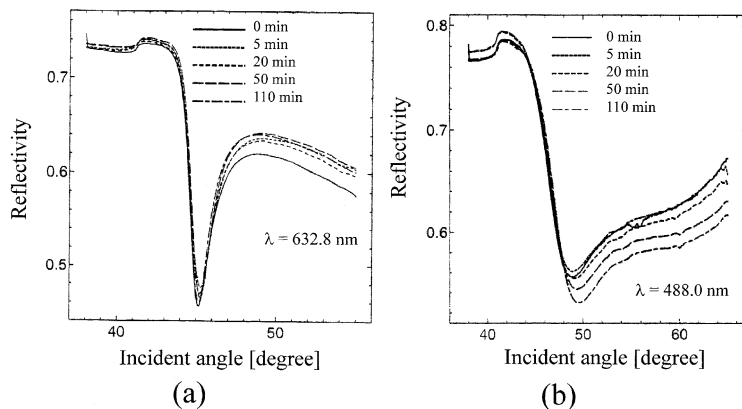 0 min
5 min
20 min
50 min
110 min
0.7
0.6
0.5
Reflectivity
λ = 632.8 nm
40 50
Incident angle [degree]
(a)
0 min
5 min
20 min
50 min
110 min
0.8
0.7
0.6
Reflectivity
λ = 488.0 nm
40 50 60
Incident angle [degree]
(b)